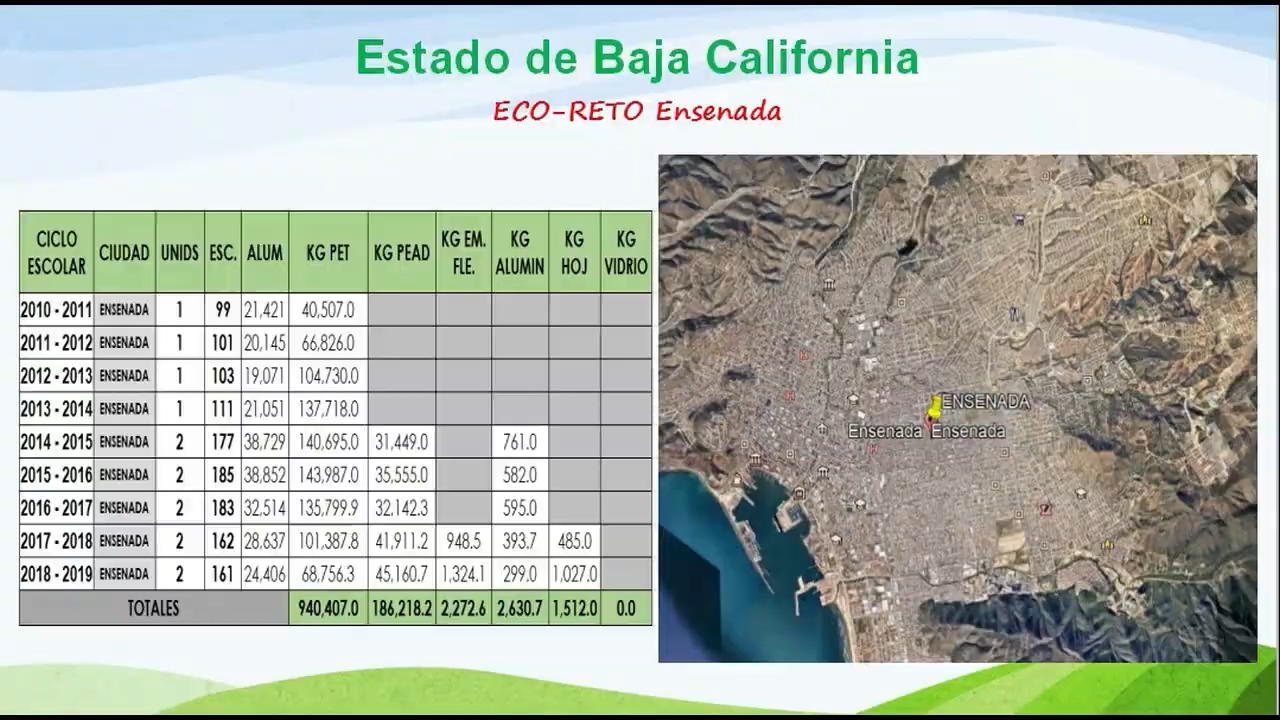 Estado de Baja California
ECO-RETO Ensenada
CICLO ESCOLAR CIUDAD UNIDS ESC. ALUM KG PET KG PEAD KG EM. FLE. KG ALUMIN KG HOJ KG VIDRIO
2010 - 2011 ENSENADA 1 99 21,421 40,507.0
2011 - 2012 ENSENADA 1 101 20,145 66,826.0
2012 - 2013 ENSENADA 1 103 19,071 104,730.0
2013 - 2014 ENSENADA 1 111 21,051 137,718.0
2014 - 2015 ENSENADA 2 177 38,729 140,695.0 31,449.0 761.0
2015 - 2016 ENSENADA 2 185 38,852 143,987.0 35,555.0 582.0
2016 - 2017 ENSENADA 2 183 32,514 135,799.9 32,142.3 595.0
2017 - 2018 ENSENADA 2 162 28,637 101,387.8 41,911.2 948.5 393.7 485.0
2018 - 2019 ENSENADA 2 161 24,406 68,756.3 45,160.7 1,324.1 299.0 1,027.0
TOTALES 940,407.0 186,218.2 2,272.6 2,630.7 1,512.0 0.0
ENSENADA
Ensenada Ensenada